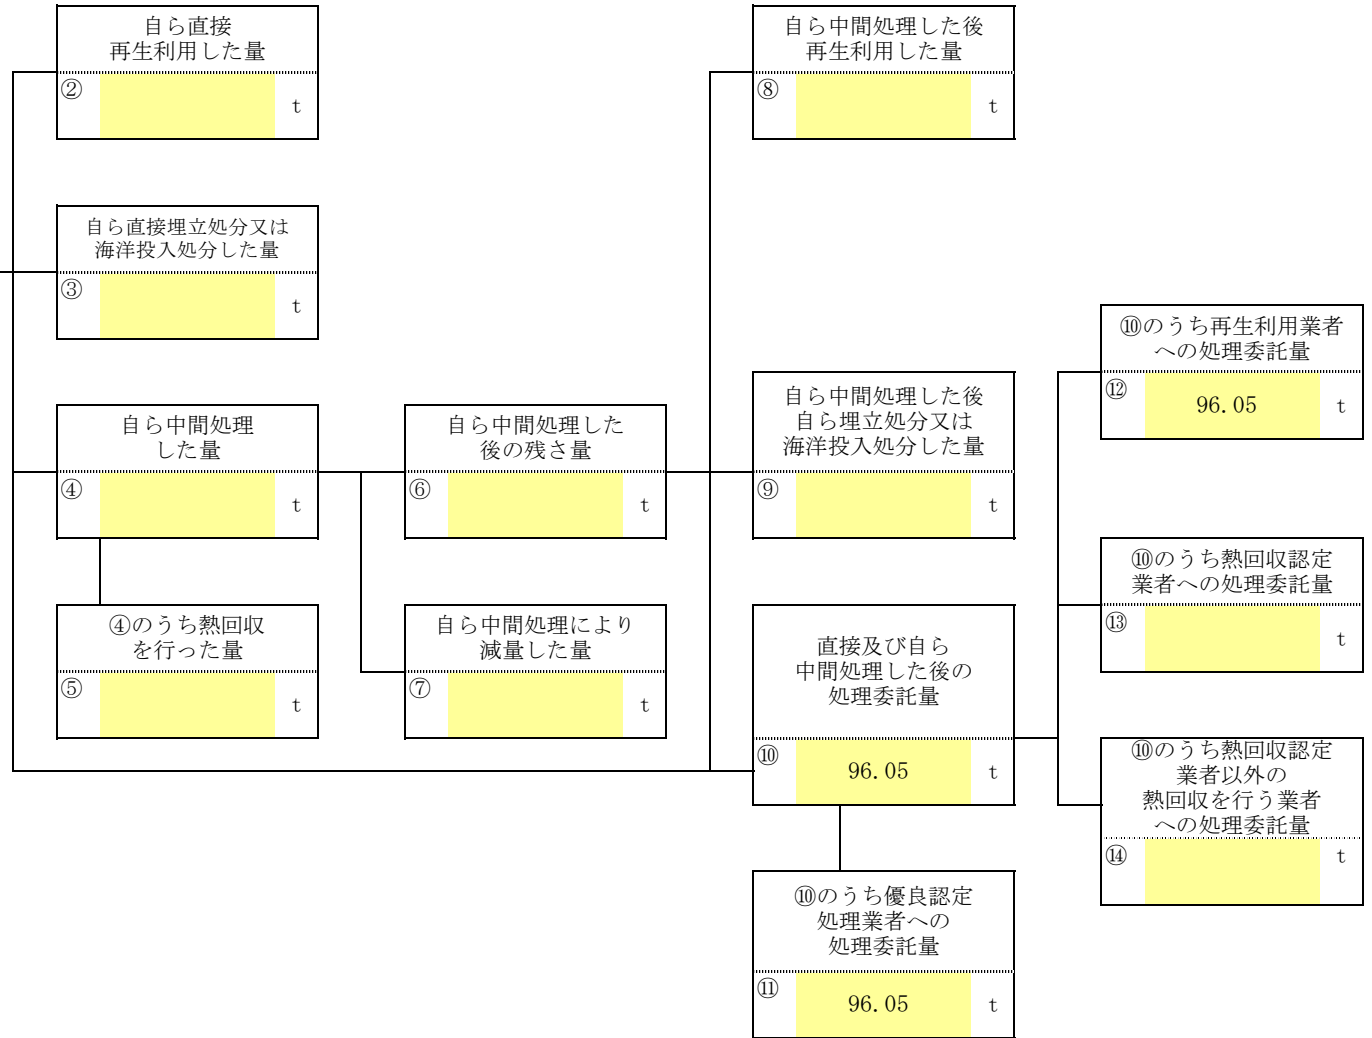 自ら直接
再生利用した量
②
t
自ら中間処理した後
再生利用した量
⑧
t
自ら直接埋立処分又は
海洋投入処分した量
③
t
⑩のうち再生利用業者
への処理委託量
⑫
96.05
t
自ら中間処理
した量
④
t
自ら中間処理した
後の残さ量
⑥
t
自ら中間処理した後
自ら埋立処分又は
海洋投入処分した量
⑨
t
⑩のうち熱回収認定
業者への処理委託量
⑬
t
④のうち熱回収
を行った量
⑤
t
自ら中間処理により
減量した量
⑦
t
直接及び自ら
中間処理した後の
処理委託量
⑩
96.05
t
⑩のうち熱回収認定
業者以外の
熱回収を行う業者
への処理委託量
⑭
t
⑩のうち優良認定
処理業者への
処理委託量
⑪
96.05
t